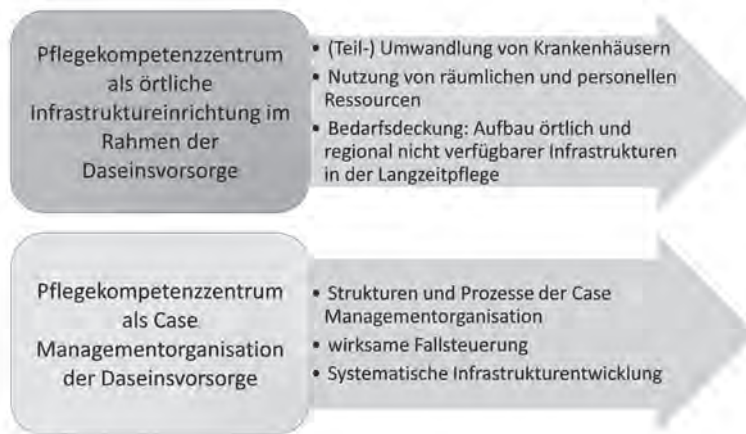 Pflegekompetenzzentrum
als örtliche
Infrastruktureinrichtung im
Rahmen der
Daseinsvorsorge
• (Teil-) Umwandlung von Krankenhäusern
• Nutzung von räumlichen und personellen
Ressourcen
• Bedarfsdeckung: Aufbau örtlich und
regional nicht verfügbarer Infrastrukturen
in der Langzeitpflege
Pflegekompetenzzentrum
als Case
Managementorganisation
der Daseinsvorsorge
• Strukturen und Prozesse der Case
Managementorganisation
• wirksame Fallsteuerung
• Systematische Infrastrukturentwicklung